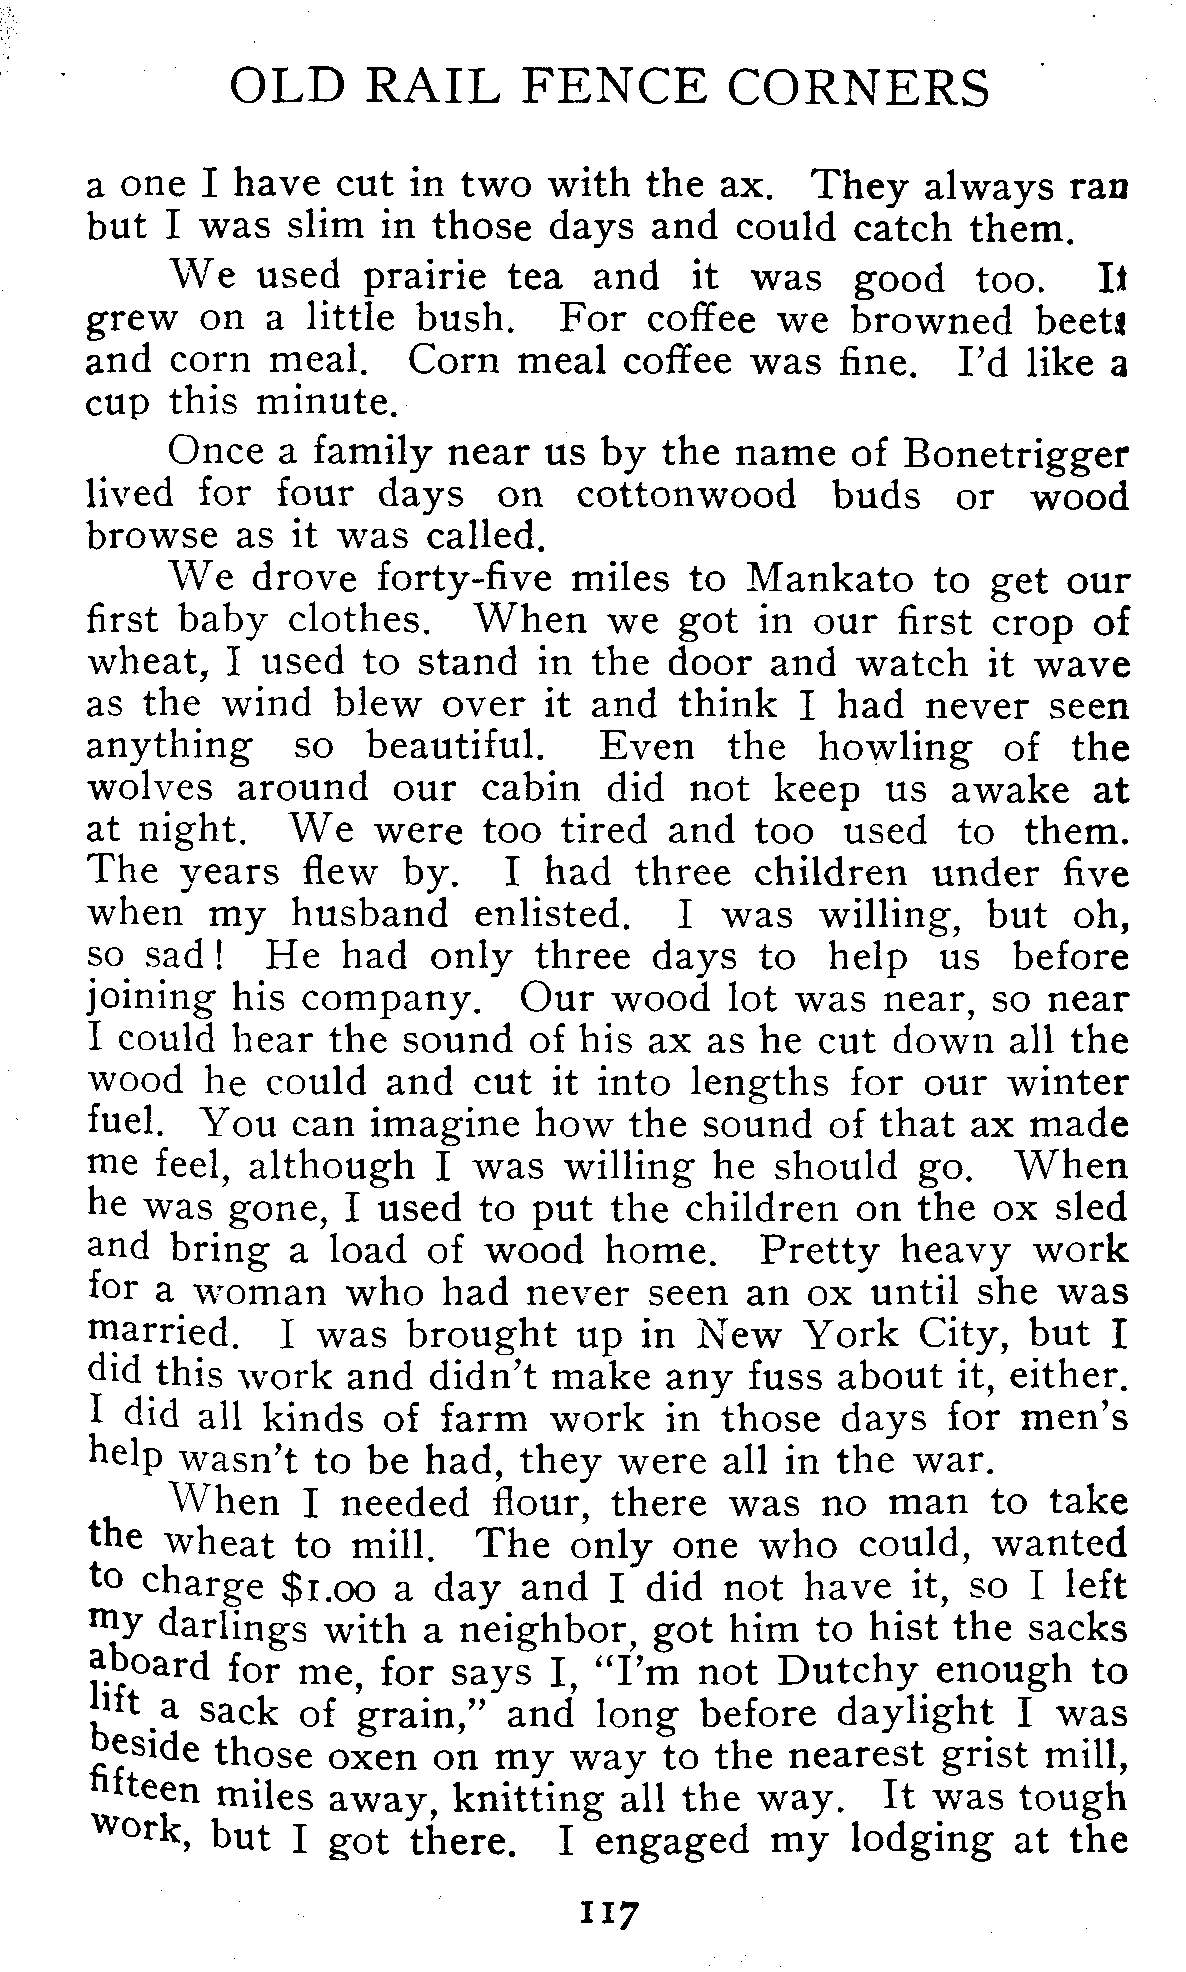 OLD RAIL FENCE CORNERS
a one I have cut in two with the ax. They always ran
but I was slim in those days and could catch them.
We used prairie tea and it was good too. It
grew on a little bush. For coffee we browned beets
and corn meal. Corn meal coffee was fine. I'd like a
cup this minute.
Once a family near us by the name of Bonetrigger
lived for four days on cottonwood buds or wood
browse as it was called.
We drove forty-five miles to Mankato to get our
first baby clothes. When we got in our first crop of
wheat, I used to stand in the door and watch it wave
as the wind blew over it and think I had never seen
anything so beautiful. Even the howling of the
wolves around our cabin did not keep us awake at
at night. We were too tired and too used to them.
The years flew by. I had three children under five
when my husband enlisted. I was willing, but oh,
so sad! He had only three days to help us before
joining his company. Our wood lot was near, so near
I could hear the sound of his ax as he cut down all the
wood he could and cut it into lengths for our winter
fuel. You can imagine how the sound of that ax made
me feel, although I was willing he should go. When
he was gone, I used to put the children on the ox sled
and bring a load of wood home. Pretty heavy work
for a woman who had never seen an ox until she was
married. I was brought up in New York City, but I
did this work and didn't make any fuss about it, either.
I did all kinds of farm work in those days for men's
help wasn't to be had, they were all in the war.
When I needed flour, there was no man to take
the wheat to mill. The only one who could, wanted
to charge $1.00 a day and I did not have it, so I left
my darlings with a neighbor, got him to hist the sacks
aboard for me, for says I, "I'm not Dutchy enough to
lift a sack of grain," and long before daylight I was
beside those oxen on my way to the nearest grist mill,
fifteen miles away, knitting all the way. It was tough
work, but I got there. I engaged my lodging at the
117